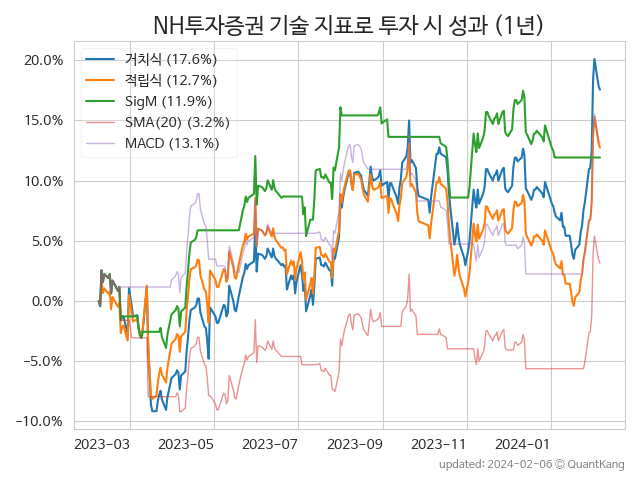 NH투자증권 기술 지표로 투자 시 성과 (1년)
거치식 (17.6%)
적립식 (12.7%)
SigM (11.9%)
SMA(20) (3.2%)
MACD (13.1%)
20.0%
15.0%
10.0%
5.0%
0.0%
−5.0%
−10.0%
2023-03 2023-05 2023-07 2023-09 2023-11 2024-01
updated: 2024-02-06 ⓒ QuantKang